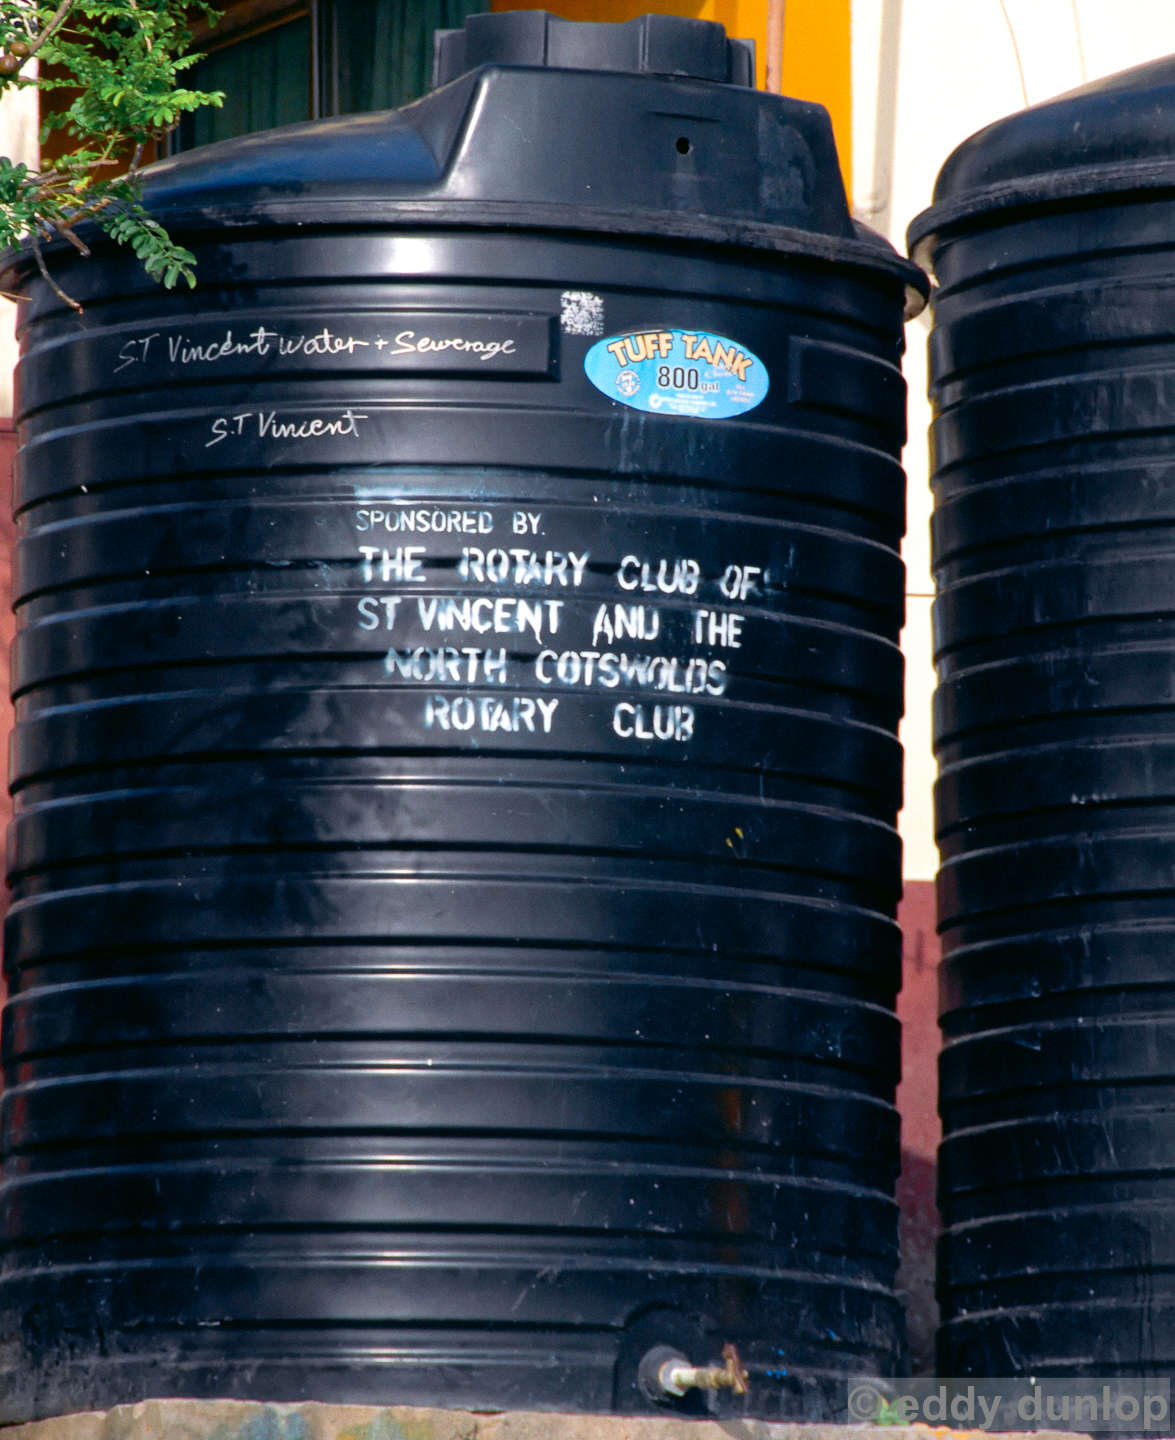 S.T Vincent water + Sewerage
TUFF TANK
800 gal
S.T Vincent
SPONSORED BY.
THE ROTARY CLUB OF
ST VINCENT AND THE
NORTH COTSWOLDS
ROTARY CLUB
© eddy dunlop